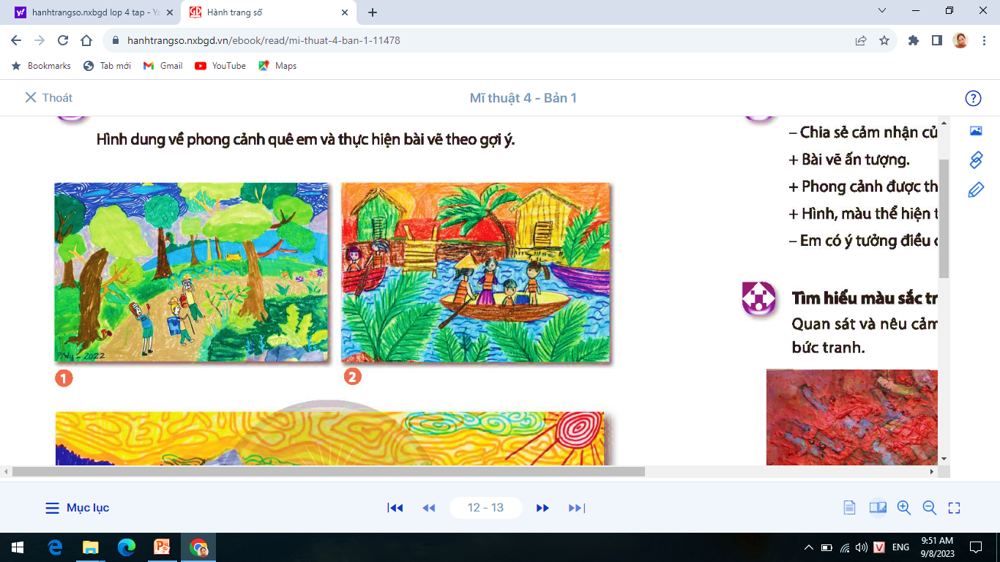 hanhtrangso.nxbgd lop 4 tap - Ya
Hành trang số
hanhtrangso.nxbgd.vn/ebook/read/mi-thuat-4-ban-1-11478
Bookmarks
Tab mới
Gmail
YouTube
Maps
Thoát
Mĩ thuật 4 - Bản 1
Hình dung về phong cảnh quê em và thực hiện bài vẽ theo gợi ý.
P.Vy - 2022
1
2
– Chia sẻ cảm nhận củ
+ Bài vẽ ấn tượng.
+ Phong cảnh được th
+ Hình, màu thể hiện t
– Em có ý tưởng điều c
Tìm hiểu màu sắc tr
Quan sát và nêu cảm
bức tranh.
Mục lục
12 - 13
ENG
9:51 AM
9/8/2023